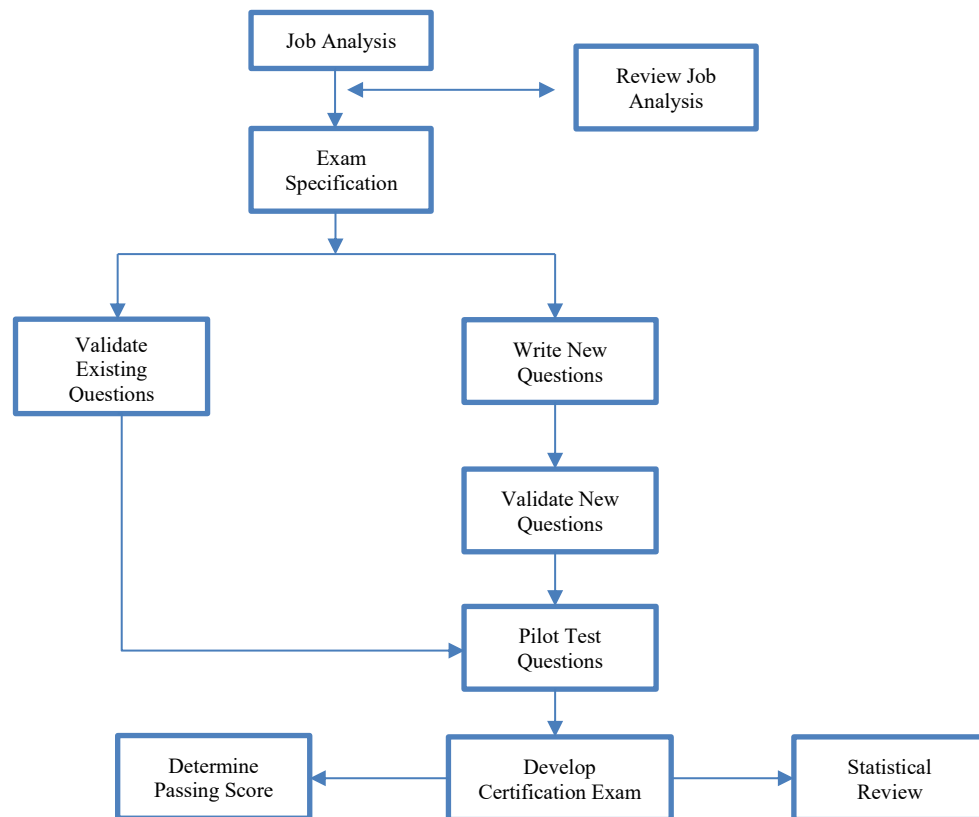 Job Analysis
Review Job
Analysis
Exam
Specification
Validate
Existing
Questions
Write New
Questions
Validate New
Questions
Pilot Test
Questions
Determine
Passing Score
Develop
Certification Exam
Statistical
Review